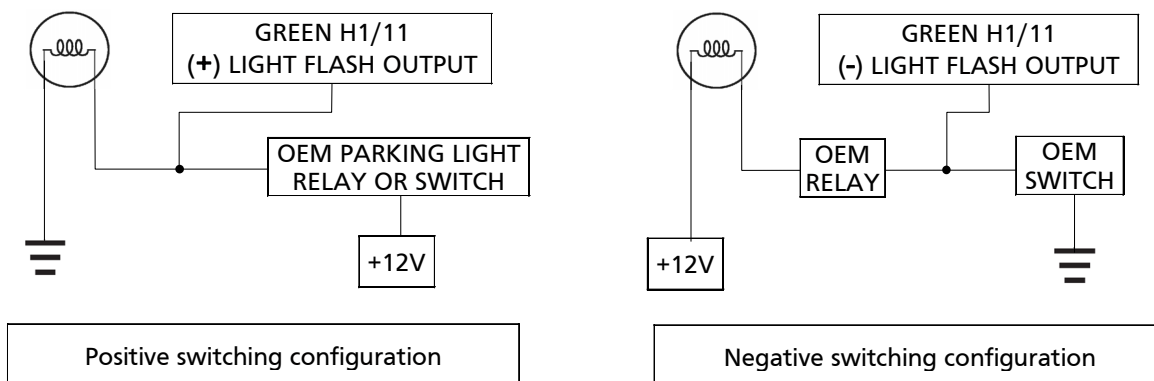 GREEN H1/11
(+) LIGHT FLASH OUTPUT
OEM PARKING LIGHT
RELAY OR SWITCH
+12V
Positive switching configuration
GREEN H1/11
(-) LIGHT FLASH OUTPUT
OEM
RELAY
OEM
SWITCH
+12V
Negative switching configuration